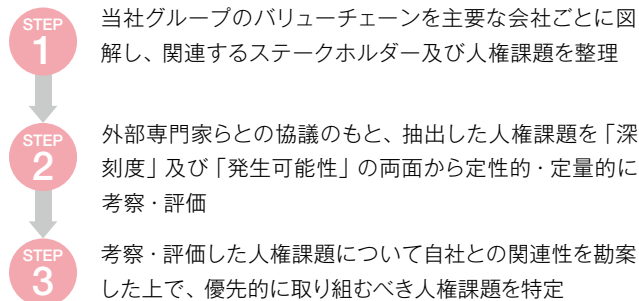 STEP
1
当社グループのバリューチェーンを主要な会社ごとに図
解し、関連するステークホルダー及び人権課題を整理
STEP
2
外部専門家らとの協議のもと、抽出した人権課題を「深
刻度」及び「発生可能性」の両面から定性的・定量的に
考察・評価
STEP
3
考察・評価した人権課題について自社との関連性を勘案
した上で、優先的に取り組むべき人権課題を特定